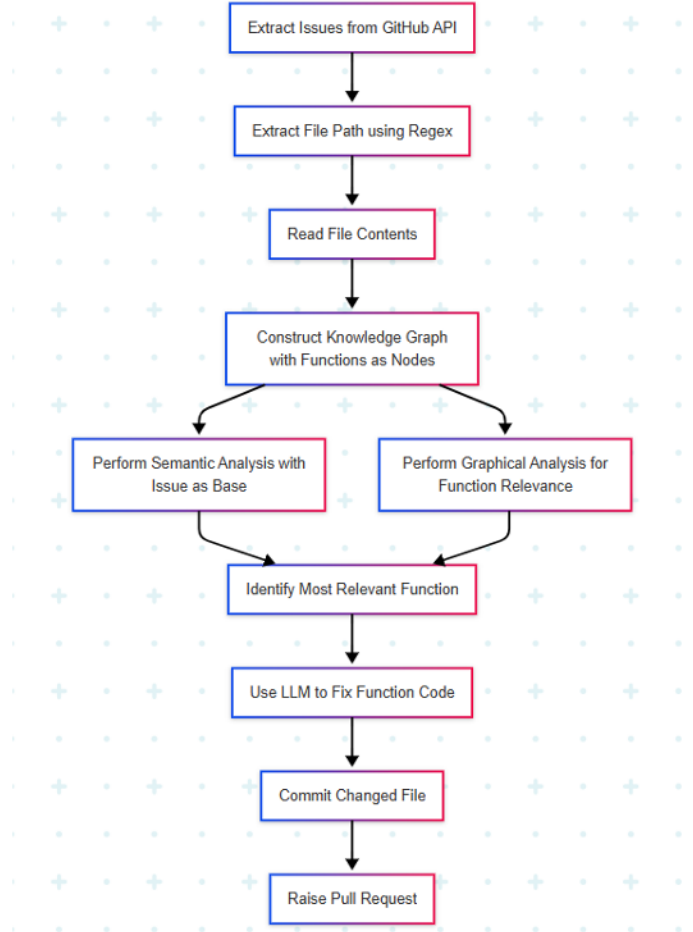 Extract Issues from GitHub API
Extract File Path using Regex
Read File Contents
Construct Knowledge Graph
with Functions as Nodes
Perform Semantic Analysis with
Issue as Base
Perform Graphical Analysis for
Function Relevance
Identify Most Relevant Function
Use LLM to Fix Function Code
Commit Changed File
Raise Pull Request